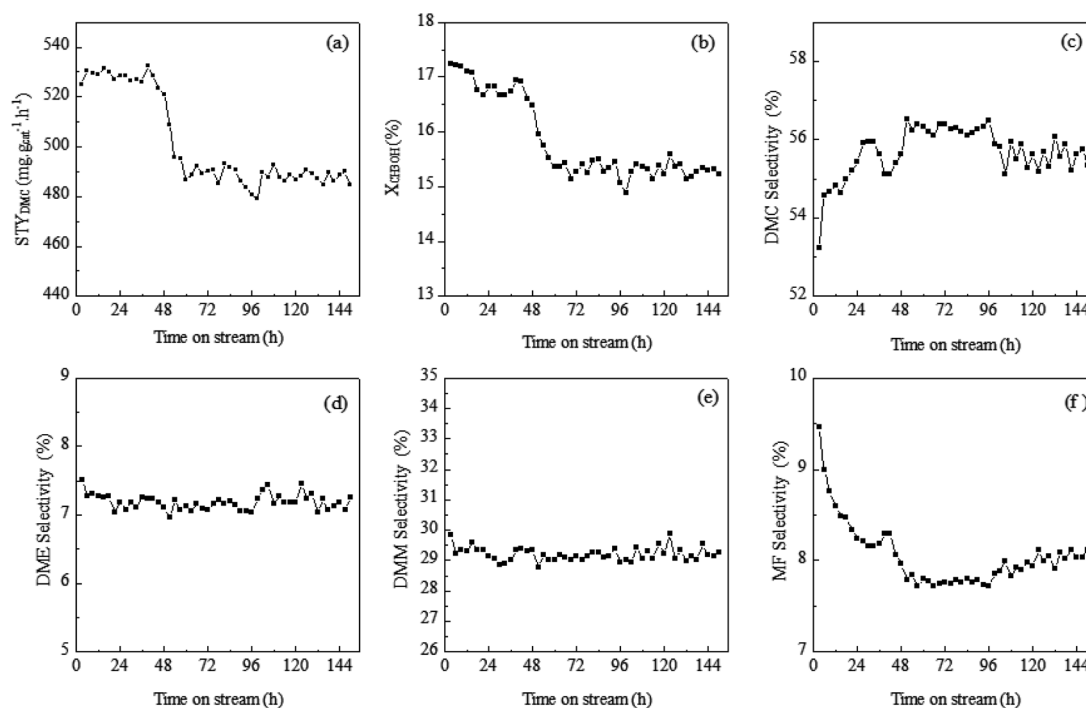 (a)
540
520
500
480
460
440
STY_DMC (mg.g_cat^-1.h^-1)
0 24 48 72 96 120 144
Time on stream (h)
(b)
18
17
16
15
14
13
X_CH3OH(%)
0 24 48 72 96 120 144
Time on stream (h)
(c)
58
56
54
52
DMC Selectivity (%)
0 24 48 72 96 120 144
Time on stream (h)
(d)
9
8
7
6
5
DME Selectivity (%)
0 24 48 72 96 120 144
Time on stream (h)
(e)
35
34
33
32
31
30
29
28
27
26
DMM Selectivity (%)
0 24 48 72 96 120 144
Time on stream (h)
(f )
10
9
8
7
MF Selectivity (%)
0 24 48 72 96 120 144
Time on stream (h)